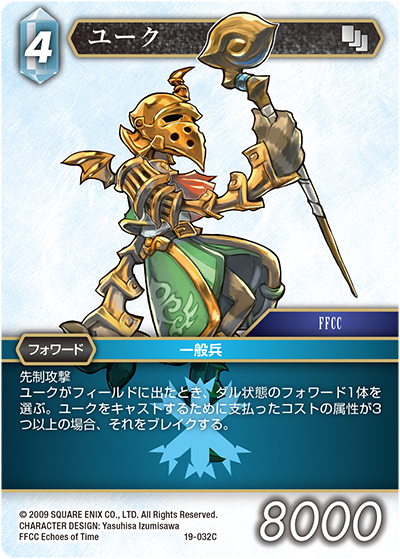 4
ユーク
FFCC
フォワード
一般兵
先制攻撃
ユークがフィールドに出たとき、ダル状態のフォワード1体を
選ぶ。ユークをキャストするために支払ったコストの属性が3
つ以上の場合、それをブレイクする。
© 2009 SQUARE ENIX CO., LTD. All Rights Reserved.
CHARACTER DESIGN: Yasuhisa Izumisawa
FFCC Echoes of Time
19-032C
8000